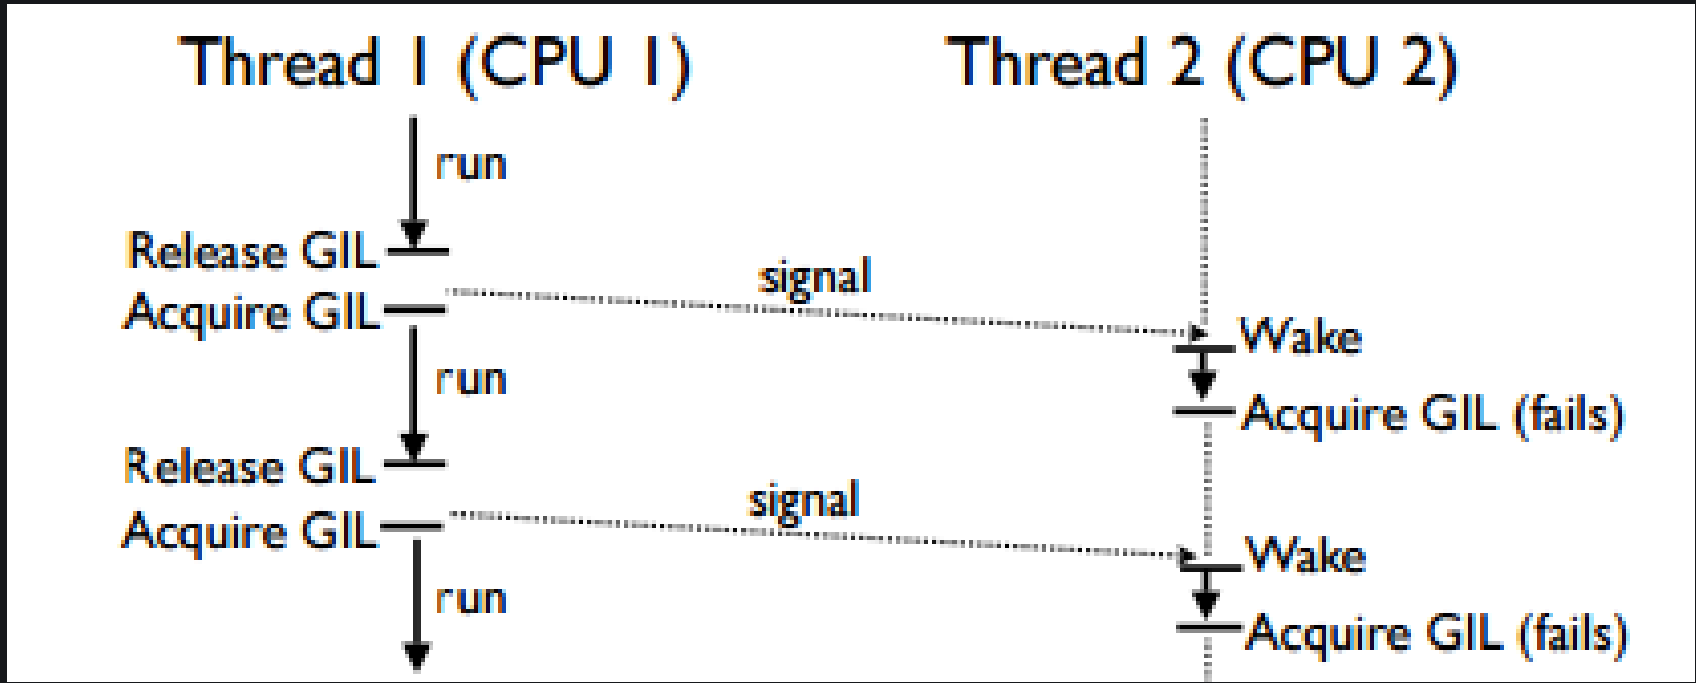 Thread 1 (CPU 1)
Thread 2 (CPU 2)
run
Release GIL
signal
Acquire GIL
Wake
run
Acquire GIL (fails)
Release GIL
signal
Acquire GIL
Wake
run
Acquire GIL (fails)